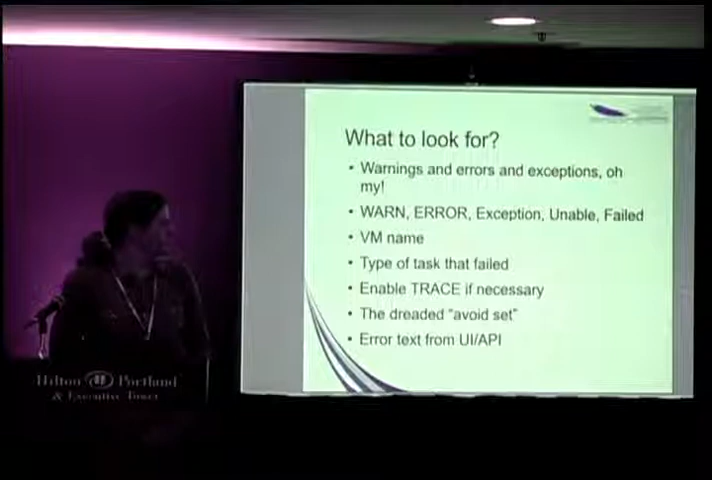 What to look for?
• Warnings and errors and exceptions, oh
my!
• WARN, ERROR, Exception, Unable, Failed
• VM name
• Type of task that failed
• Enable TRACE if necessary
• The dreaded "avoid set"
• Error text from UI/API
Hilton Portland
& Executive Tower